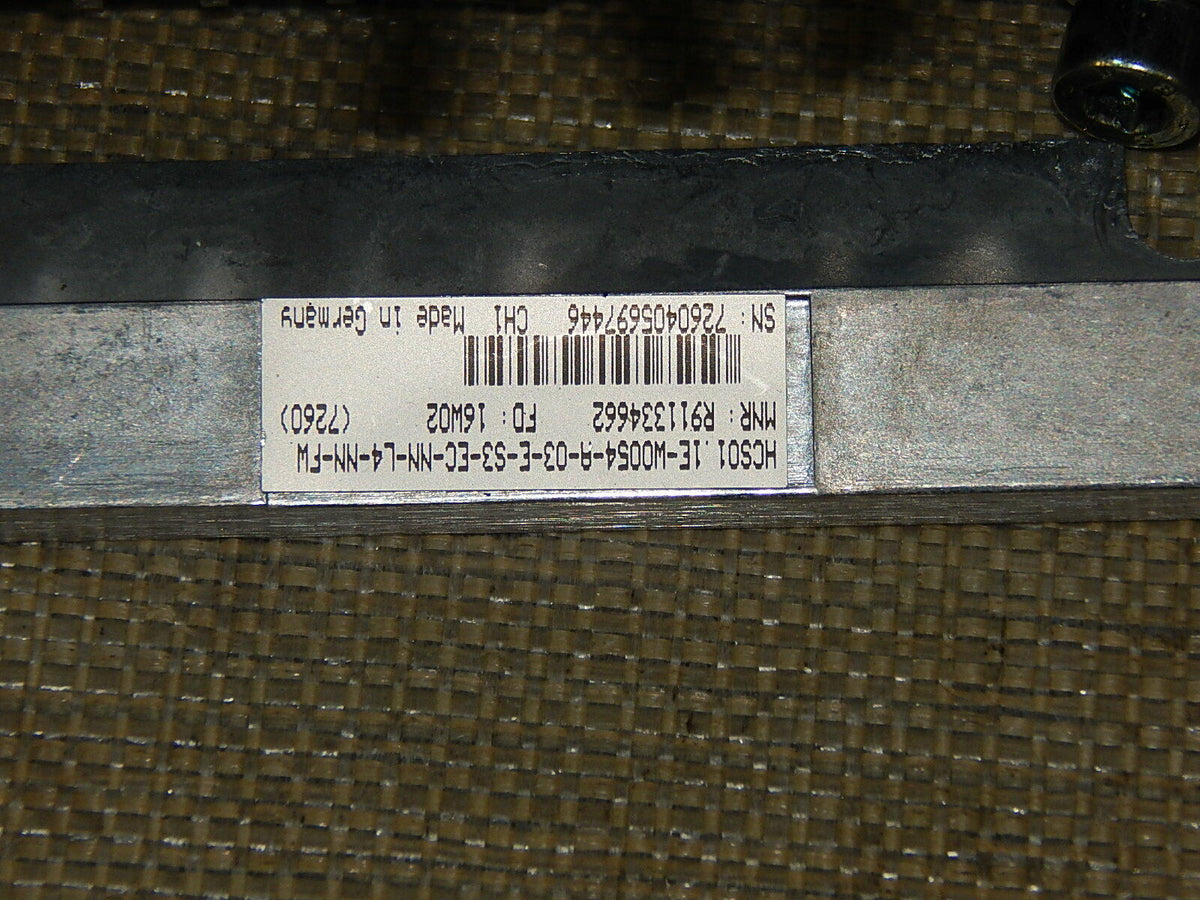 HCS01.1E-W0054-A-03-E-S3-EC-NN-L4-NN-FW
MNR: R911334662 FD: 16W02 (7260)
SN: 7260405697446 CH1 Made in Germany